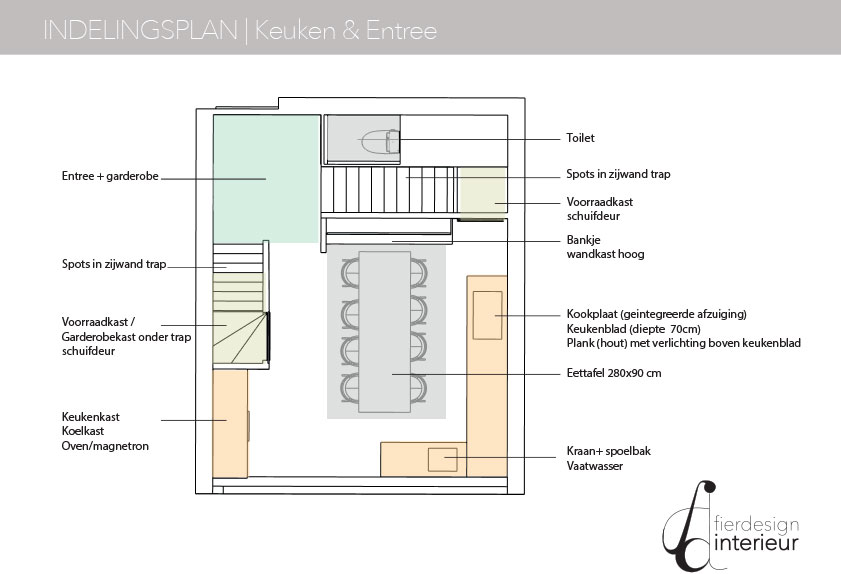 INDELINGSPLAN | Keuken & Entree
Toilet
Entree + garderobe
Spots in zijwand trap
Voorraadkast
schuifdeur
Bankje
wandkast hoog
Spots in zijwand trap
Voorraadkast /
Garderobekast onder trap
schuifdeur
Kookplaat (geintegreerde afzuiging)
Keukenblad (diepte 70cm)
Plank (hout) met verlichting boven keukenblad
Eettafel 280x90 cm
Keukenkast
Koelkast
Oven/magnetron
Kraan+ spoelbak
Vaatwasser
fierdesign
interieur